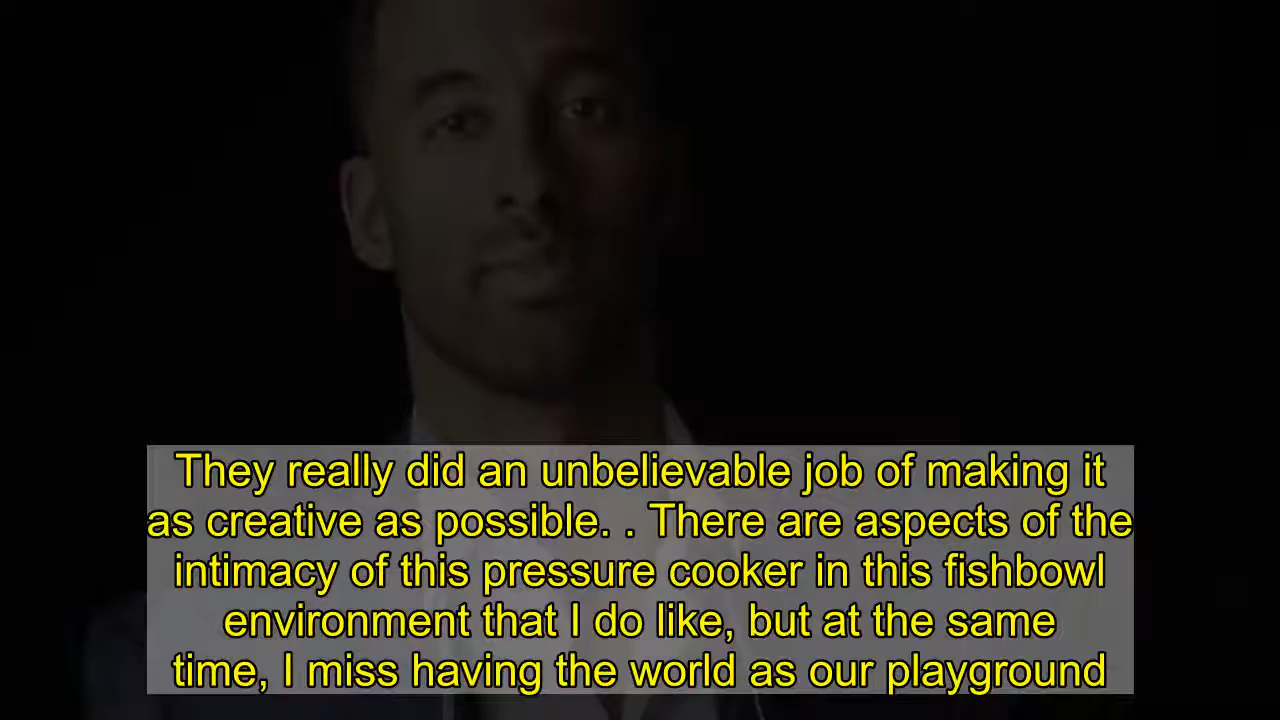 They really did an unbelievable job of making it
as creative as possible. . There are aspects of the
intimacy of this pressure cooker in this fishbowl
environment that I do like, but at the same
time, I miss having the world as our playground